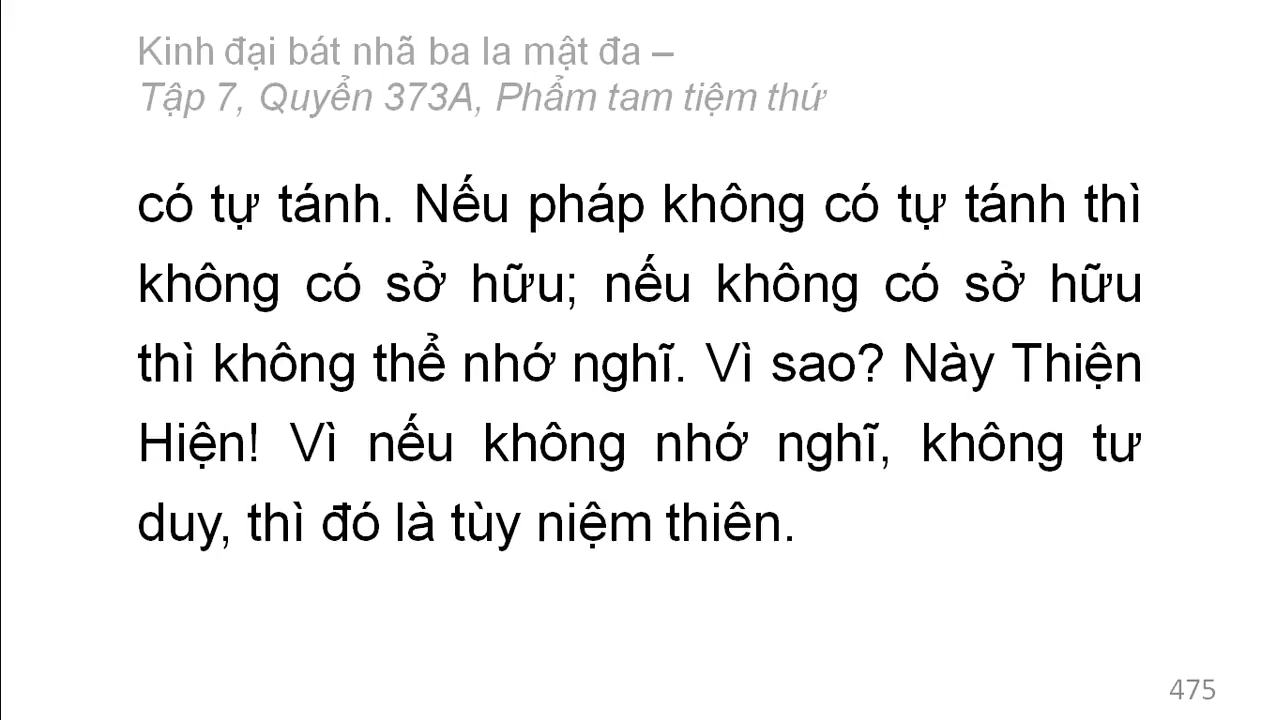 Kinh đại bát nhã ba la mật đa –
Tập 7, Quyển 373A, Phẩm tam tiệm thứ
có tự tánh. Nếu pháp không có tự tánh thì
không có sở hữu; nếu không có sở hữu
thì không thể nhớ nghĩ. Vì sao? Này Thiện
Hiện! Vì nếu không nhớ nghĩ, không tư
duy, thì đó là tùy niệm thiên.
475